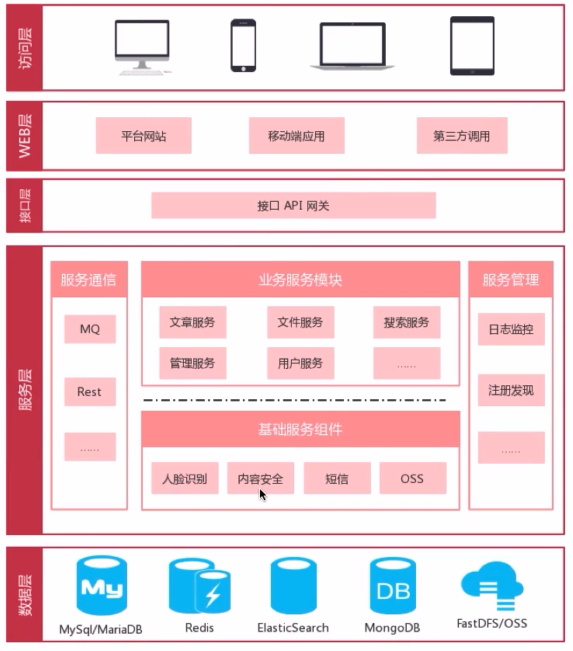 访问层
WEB层
平台网站
移动端应用
第三方调用
接口层
接口 API 网关
服务层
服务通信
MQ
Rest
……
业务服务模块
文章服务
文件服务
搜索服务
管理服务
用户服务
……
基础服务组件
人脸识别
内容安全
短信
OSS
服务管理
日志监控
注册发现
……
数据层
My
MySql/MariaDB
Redis
ElasticSearch
DB
MongoDB
FastDFS/OSS